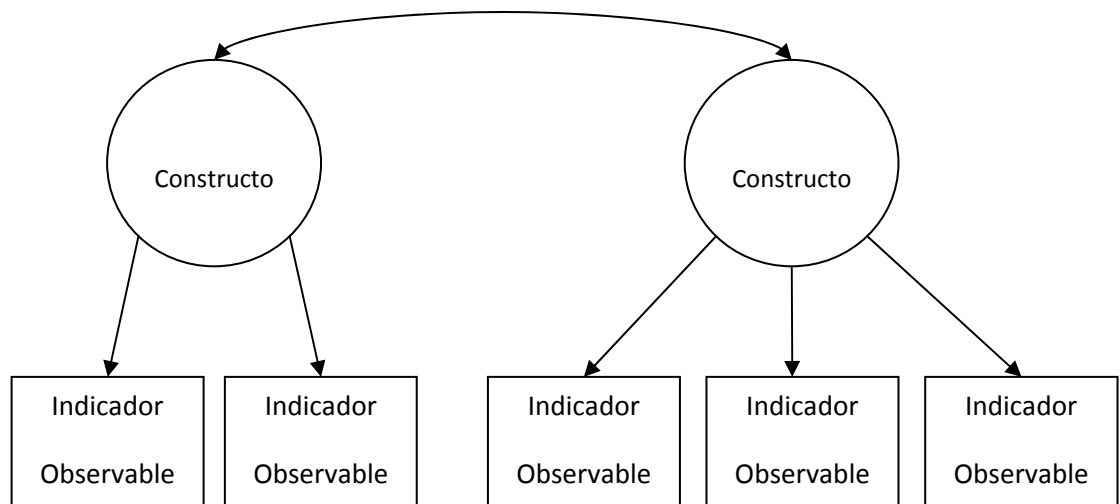 Constructo
Constructo
Indicador
Observable
Indicador
Observable
Indicador
Observable
Indicador
Observable
Indicador
Observable